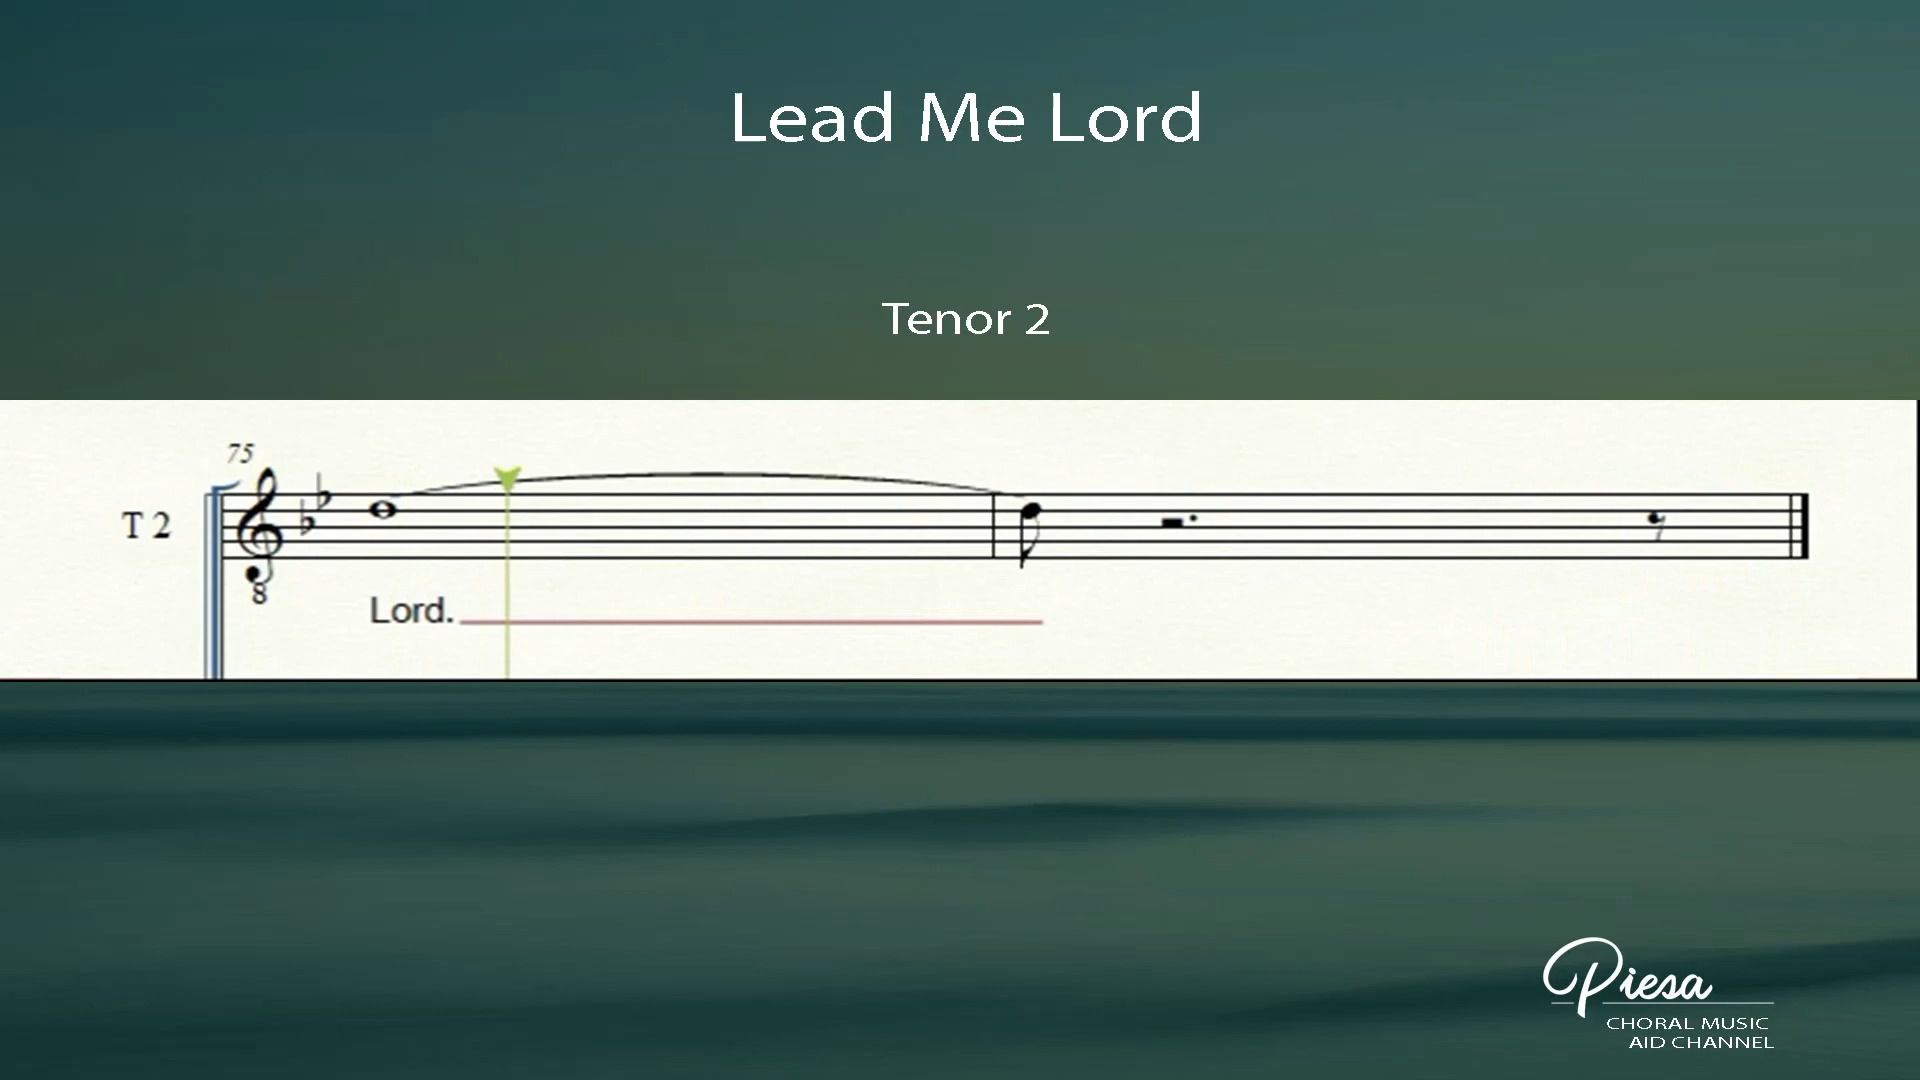 Lead Me Lord
Tenor 2
75
T 2
8
Lord.
Piesa
CHORAL MUSIC
AID CHANNEL